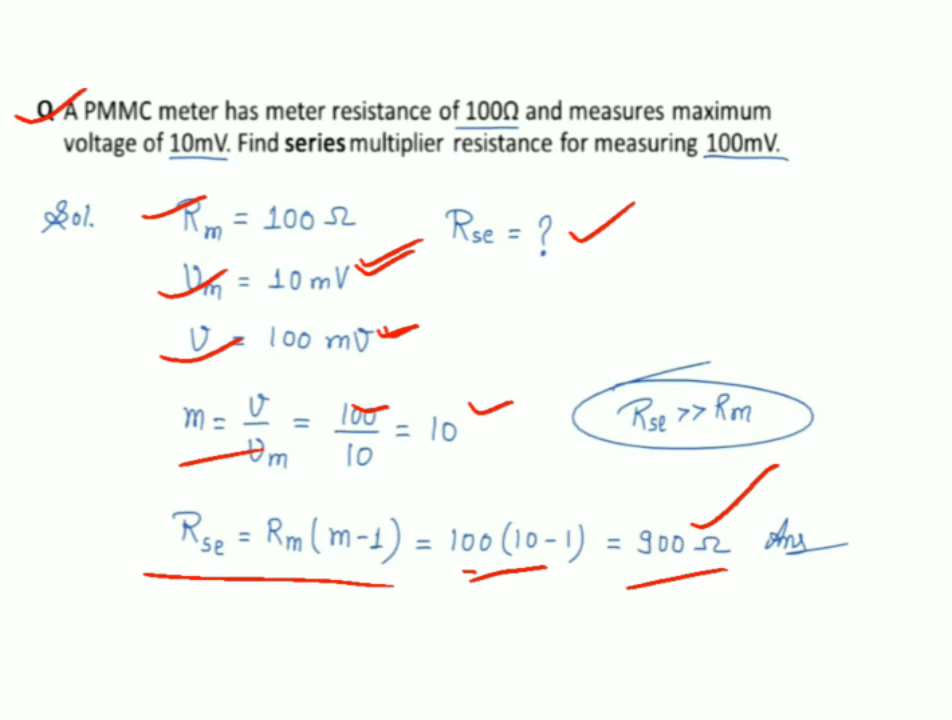 Q. A PMMC meter has meter resistance of 100Ω and measures maximum
voltage of 10mV. Find series multiplier resistance for measuring 100mV.
Sol. Rm = 100 Ω Rse = ?
Vm = 10 mV
V = 100 mV
m = V/Vm = 100/10 = 10 Rse >> Rm
Rse = Rm(m-1) = 100(10-1) = 900 Ω Ans